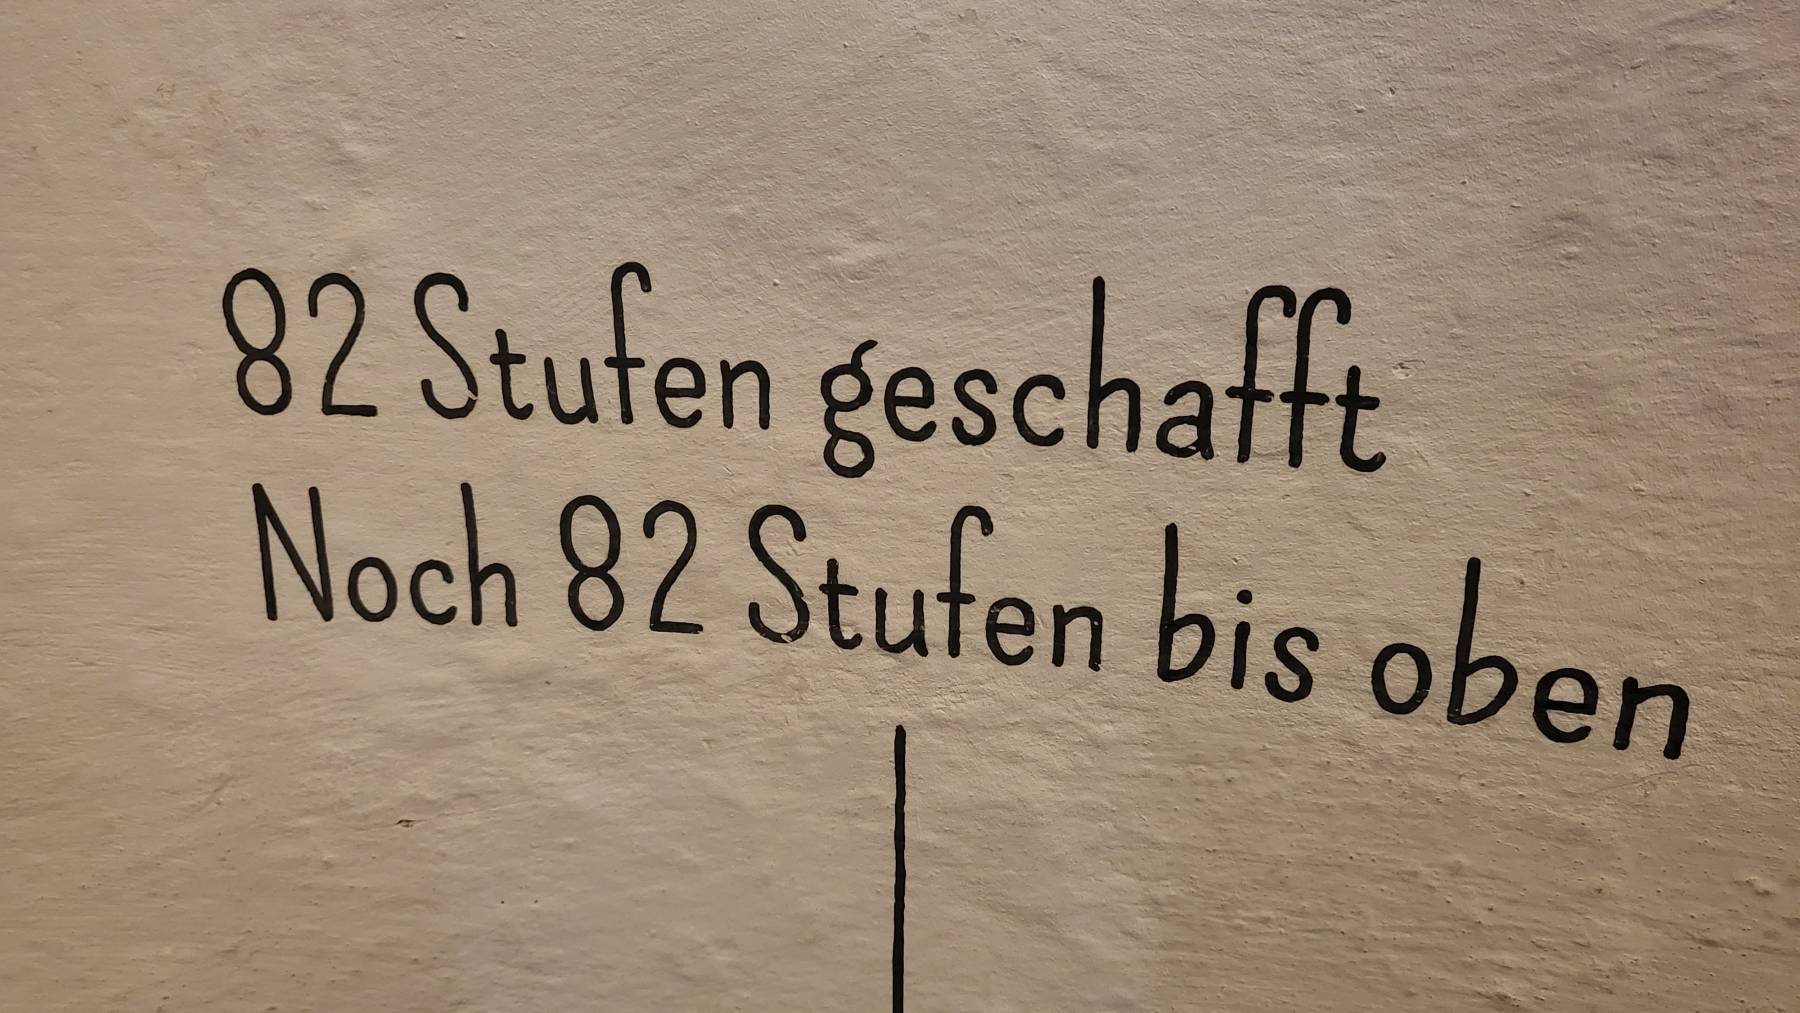 82 Stufen geschafft
Noch 82 Stufen bis oben